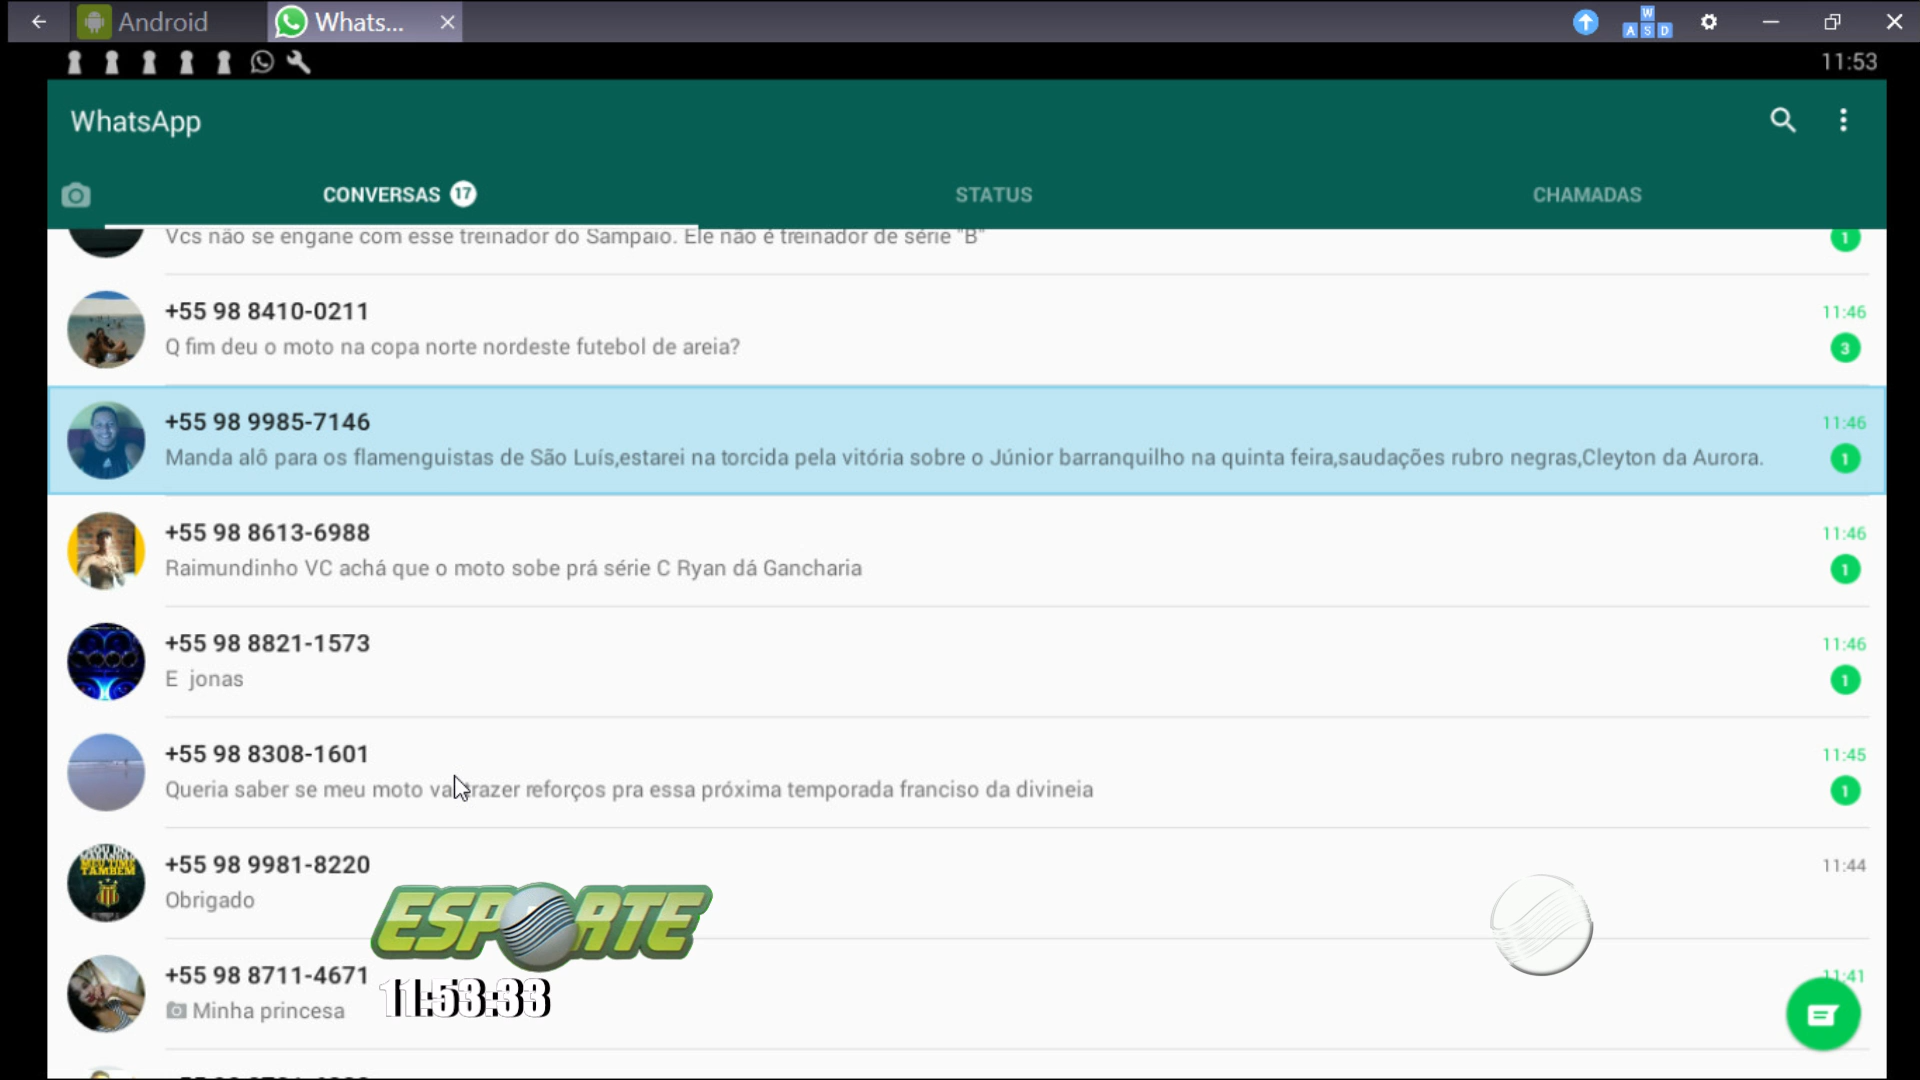 Android
Whats...
W
A S D
11:53
WhatsApp
CONVERSAS 17
STATUS
CHAMADAS
Vcs não se engane com esse treinador do Sampaio. Ele não é treinador de série "B"
1
+55 98 8410-0211
11:46
Q fim deu o moto na copa norte nordeste futebol de areia?
3
+55 98 9985-7146
11:46
Manda alô para os flamenguistas de São Luís,estarei na torcida pela vitória sobre o Júnior barranquilho na quinta feira,saudações rubro negras,Cleyton da Aurora.
1
+55 98 8613-6988
11:46
Raimundinho VC achá que o moto sobe prá série C Ryan dá Gancharia
1
+55 98 8821-1573
11:46
E jonas
1
+55 98 8308-1601
11:45
Queria saber se meu moto vai trazer reforços pra essa próxima temporada franciso da divineia
1
+55 98 9981-8220
11:44
Obrigado
TAMBÉM
ESPORTE
+55 98 8711-4671
11:41
Minha princesa
11:53:33